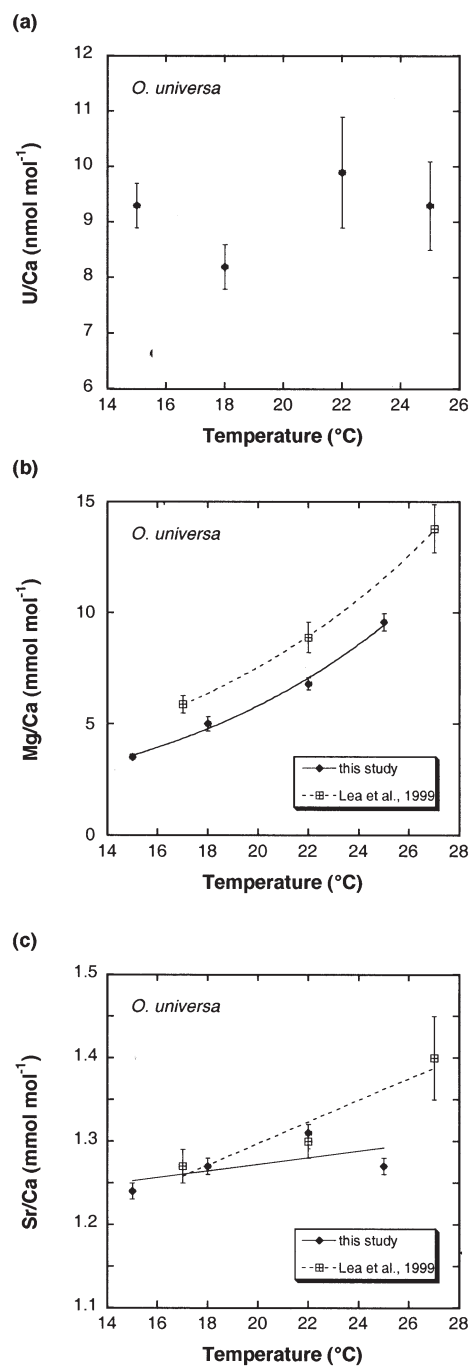 (a)
12
O. universa
11
10
9
8
7
6
U/Ca (nmol mol-1)
14 16 18 20 22 24 26
Temperature (°C)
(b)
15
O. universa
10
5
0
Mg/Ca (mmol mol-1)
this study
Lea et al., 1999
14 16 18 20 22 24 26 28
Temperature (°C)
(c)
1.5
O. universa
1.4
1.3
1.2
1.1
Sr/Ca (mmol mol-1)
this study
Lea et al., 1999
14 16 18 20 22 24 26 28
Temperature (°C)